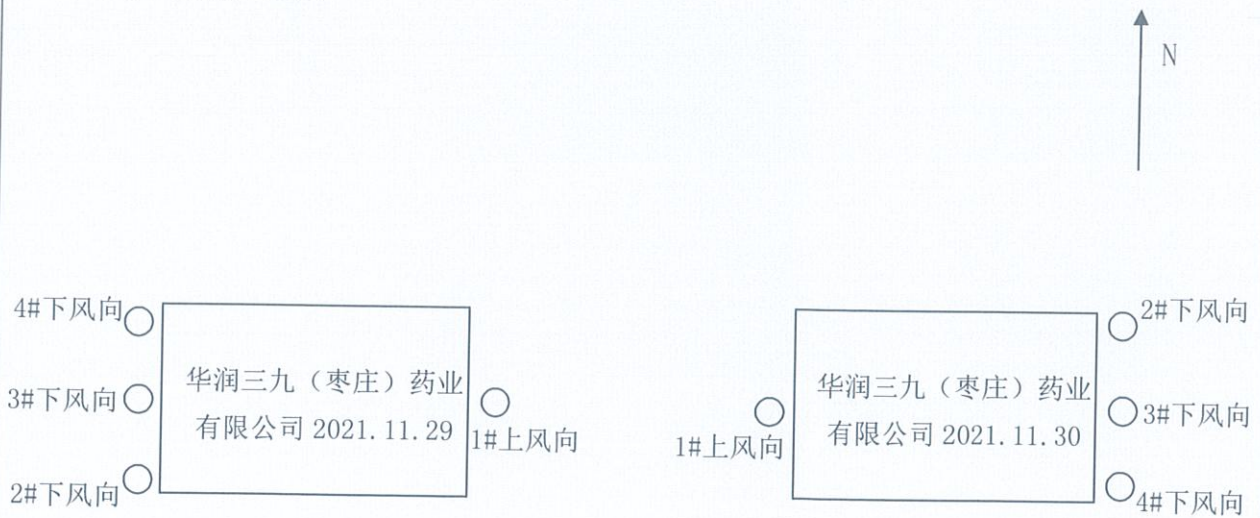 N
4#下风向
3#下风向
2#下风向
华润三九（枣庄）药业
有限公司 2021.11.29
1#上风向
1#上风向
华润三九（枣庄）药业
有限公司 2021.11.30
2#下风向
3#下风向
4#下风向